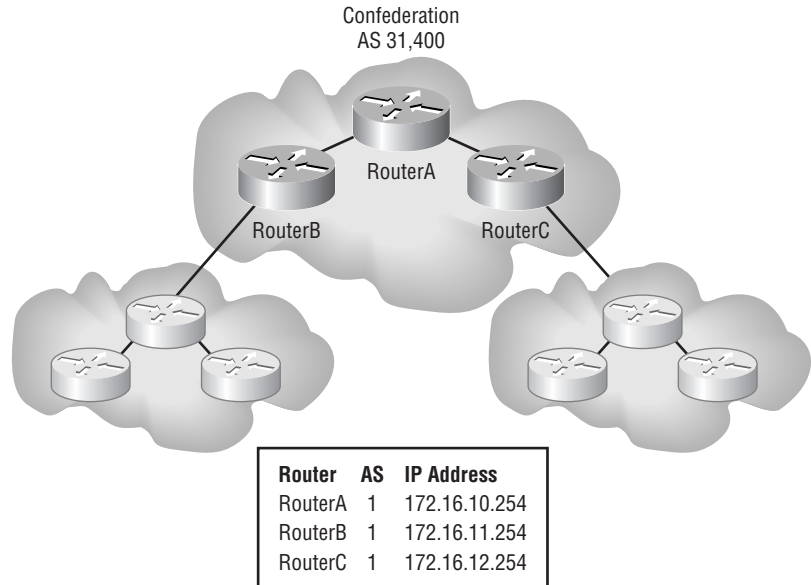 Confederation
AS 31,400
RouterA
RouterB
RouterC
Router AS IP Address
RouterA 1 172.16.10.254
RouterB 1 172.16.11.254
RouterC 1 172.16.12.254